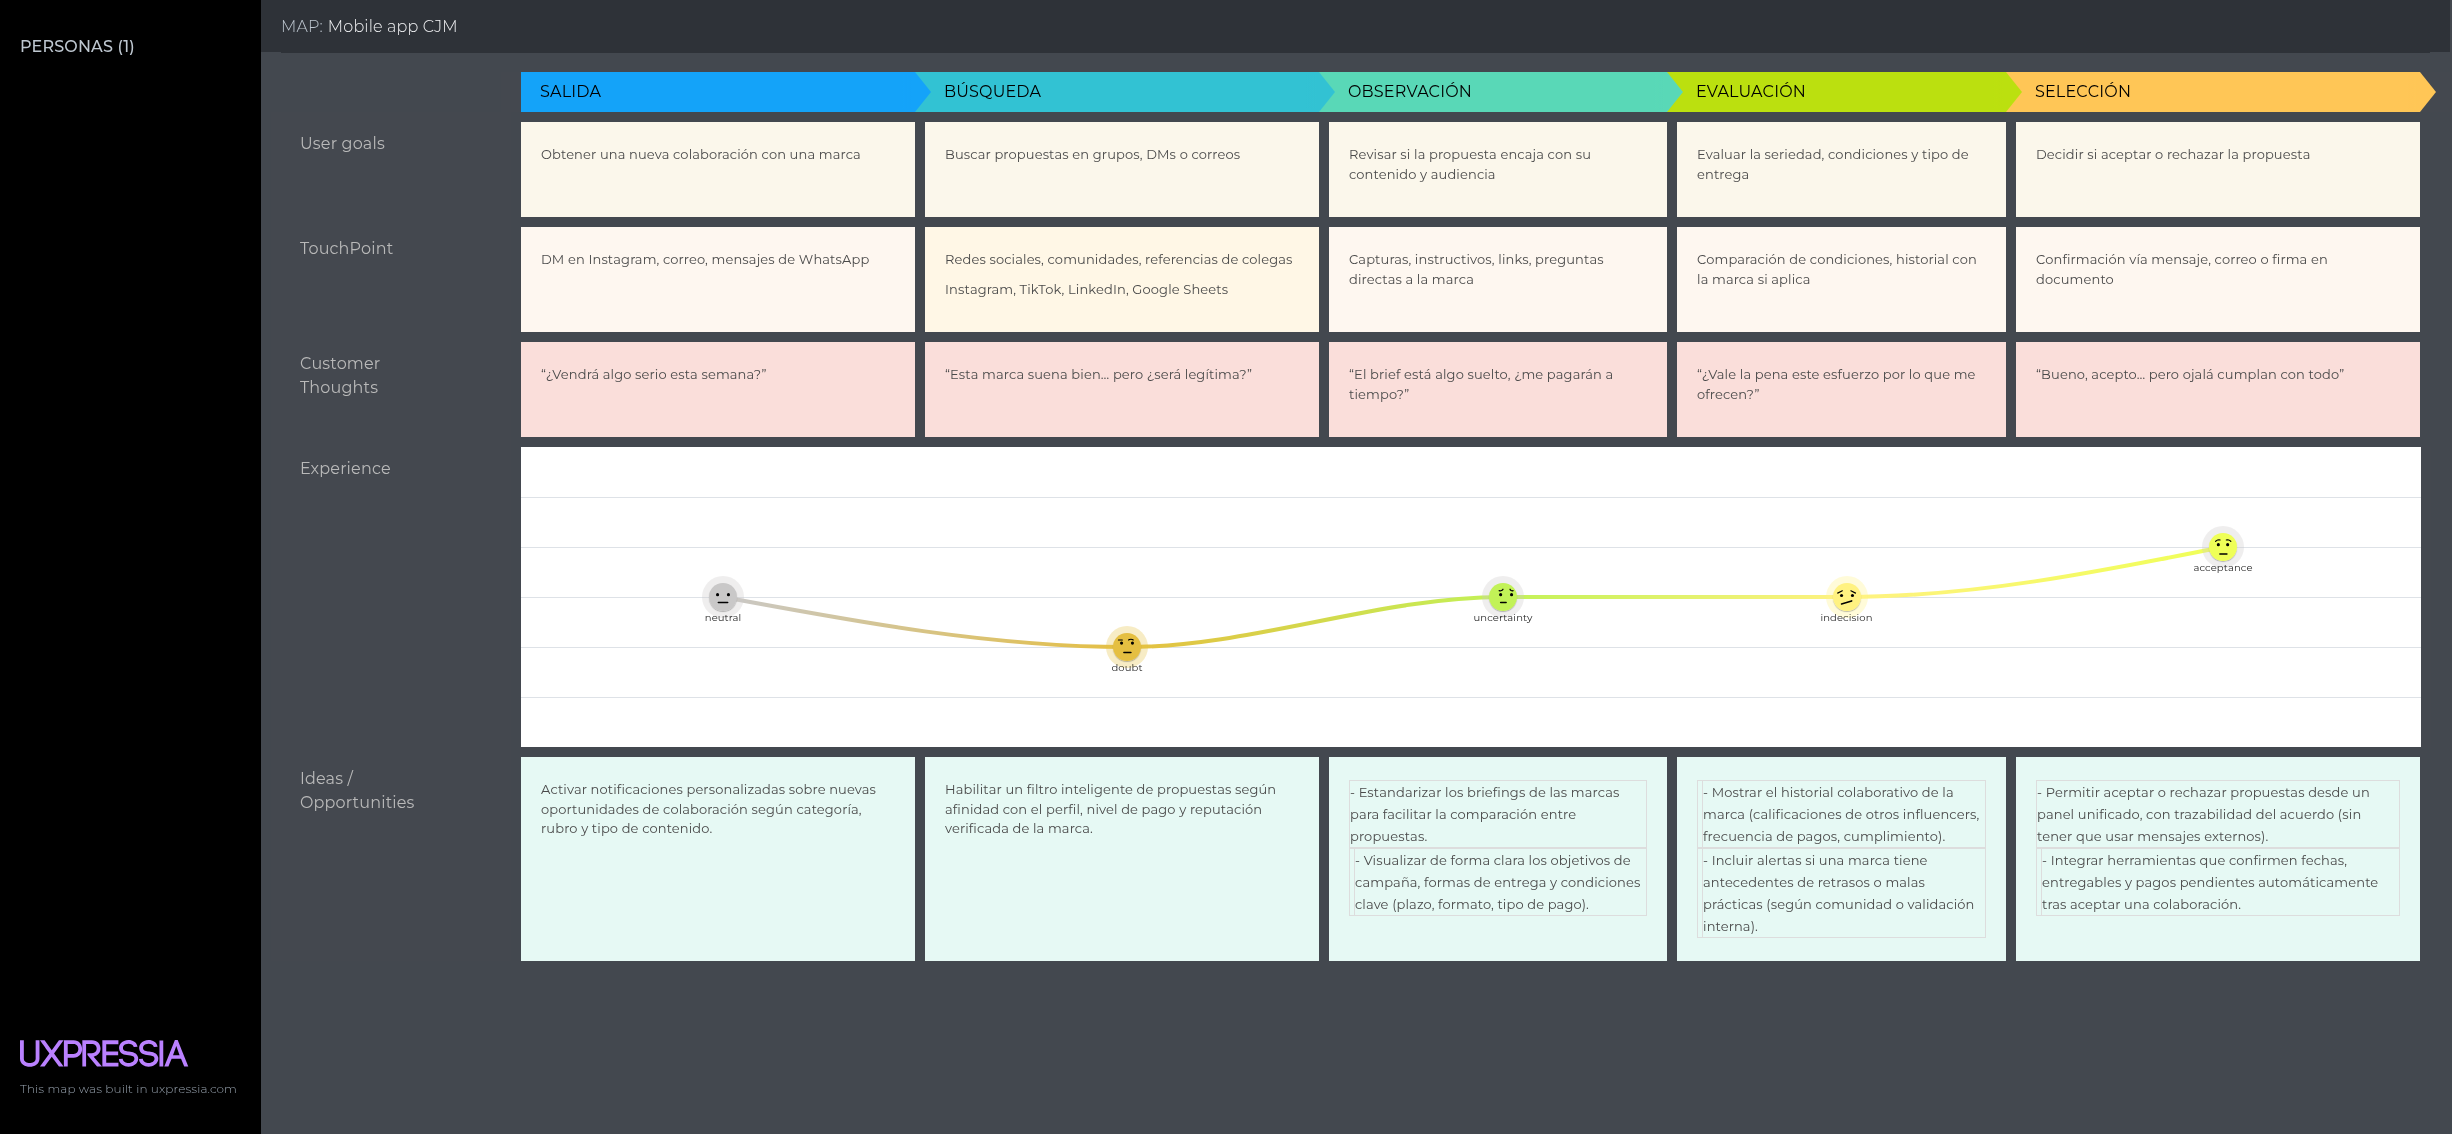 PERSONAS (1)
MAP: Mobile app CJM
SALIDA
BÚSQUEDA
OBSERVACIÓN
EVALUACIÓN
SELECCIÓN
User goals
Obtener una nueva colaboración con una marca
Buscar propuestas en grupos, DMs o correos
Revisar si la propuesta encaja con su
contenido y audiencia
Evaluar la seriedad, condiciones y tipo de
entrega
Decidir si aceptar o rechazar la propuesta
TouchPoint
DM en Instagram, correo, mensajes de WhatsApp
Redes sociales, comunidades, referencias de colegas
Instagram, TikTok, LinkedIn, Google Sheets
Capturas, instructivos, links, preguntas
directas a la marca
Comparación de condiciones, historial con
la marca si aplica
Confirmación vía mensaje, correo o firma en
documento
Customer
Thoughts
“¿Vendrá algo serio esta semana?”
“Esta marca suena bien... pero ¿será legítima?”
“El brief está algo suelto, ¿me pagarán a
tiempo?”
“¿Vale la pena este esfuerzo por lo que me
ofrecen?”
“Bueno, acepto... pero ojalá cumplan con todo”
Experience
neutral
doubt
uncertainty
indecision
acceptance
Ideas /
Opportunities
Activar notificaciones personalizadas sobre nuevas
oportunidades de colaboración según categoría,
rubro y tipo de contenido.
Habilitar un filtro inteligente de propuestas según
afinidad con el perfil, nivel de pago y reputación
verificada de la marca.
- Estandarizar los briefings de las marcas
para facilitar la comparación entre
propuestas.
- Visualizar de forma clara los objetivos de
campaña, formas de entrega y condiciones
clave (plazo, formato, tipo de pago).
- Mostrar el historial colaborativo de la
marca (calificaciones de otros influencers,
frecuencia de pagos, cumplimiento).
- Incluir alertas si una marca tiene
antecedentes de retrasos o malas
prácticas (según comunidad o validación
interna).
- Permitir aceptar o rechazar propuestas desde un
panel unificado, con trazabilidad del acuerdo (sin
tener que usar mensajes externos).
- Integrar herramientas que confirmen fechas,
entregables y pagos pendientes automáticamente
tras aceptar una colaboración.
UXPRESSIA
This map was built in uxpressia.com